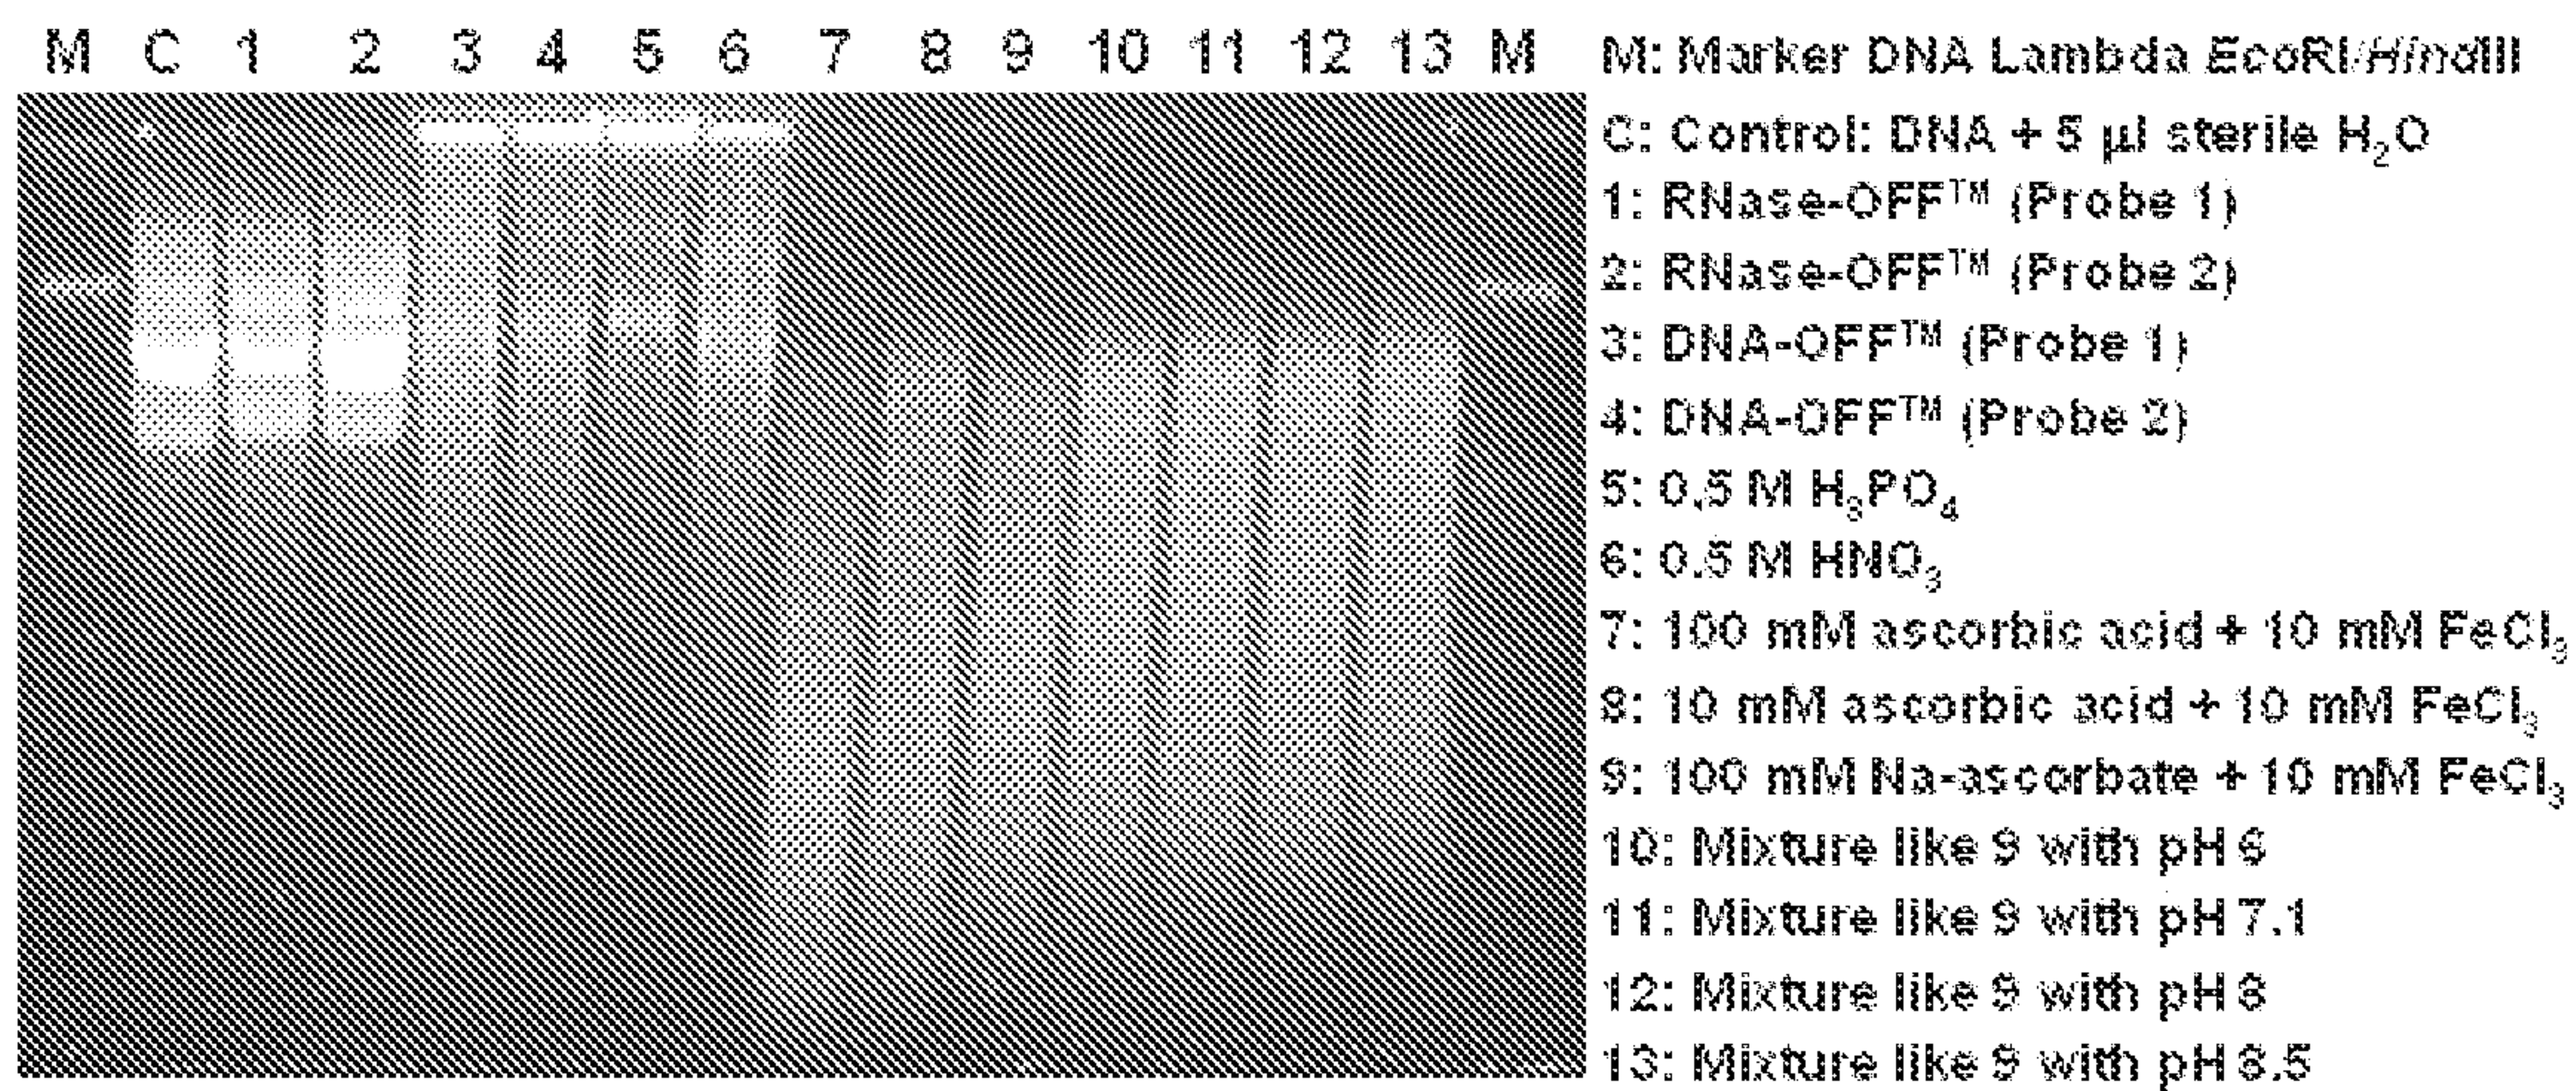 M C 1 2 3 4 5 6 7 8 9 10 11 12 13 M
M: Marker DNA Lambda EcoRI/HindIII
C: Control: DNA + 5 µl sterile H₂O
1: RNase-OFF™ (Probe 1)
2: RNase-OFF™ (Probe 2)
3: DNA-OFF™ (Probe 1)
4: DNA-OFF™ (Probe 2)
5: 0,5 M H₃PO₄
6: 0,5 M HNO₃
7: 100 mM ascorbic acid + 10 mM FeCl₃
8: 10 mM ascorbic acid + 10 mM FeCl₃
9: 100 mM Na-ascorbate + 10 mM FeCl₃
10: Mixture like 9 with pH 6
11: Mixture like 9 with pH 7.1
12: Mixture like 9 with pH 8
13: Mixture like 9 with pH 8.5